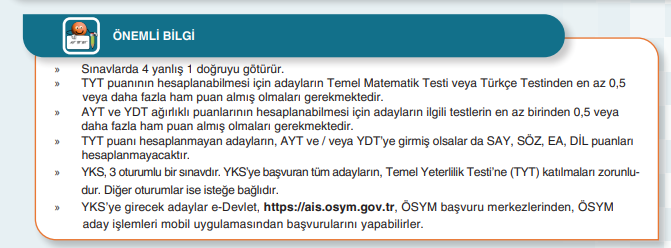 ÖNEMLİ BİLGİ
» Sınavlarda 4 yanlış 1 doğruyu götürür.
» TYT puanının hesaplanabilmesi için adayların Temel Matematik Testi veya Türkçe Testinden en az 0,5
veya daha fazla ham puan almış olmaları gerekmektedir.
» AYT ve YDT ağırlıklı puanlarının hesaplanabilmesi için adayların ilgili testlerin en az birinden 0,5 veya
daha fazla ham puan almış olmaları gerekmektedir.
» TYT puanı hesaplanmayan adayların, AYT ve / veya YDT'ye girmiş olsalar da SAY, SÖZ, EA, DİL puanları
hesaplanmayacaktır.
» YKS, 3 oturumlu bir sınavdır. YKS'ye başvuran tüm adayların, Temel Yeterlilik Testi'ne (TYT) katılmaları zorunlu-
dur. Diğer oturumlar ise isteğe bağlıdır.
» YKS'ye girecek adaylar e-Devlet, https://ais.osym.gov.tr, ÖSYM başvuru merkezlerinden, ÖSYM
aday işlemleri mobil uygulamasından başvurularını yapabilirler.